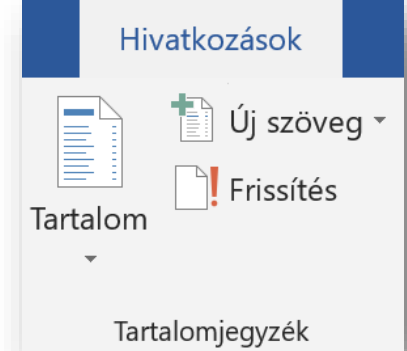 Hivatkozások
Új szöveg
Frissítés
Tartalom
Tartalomjegyzék